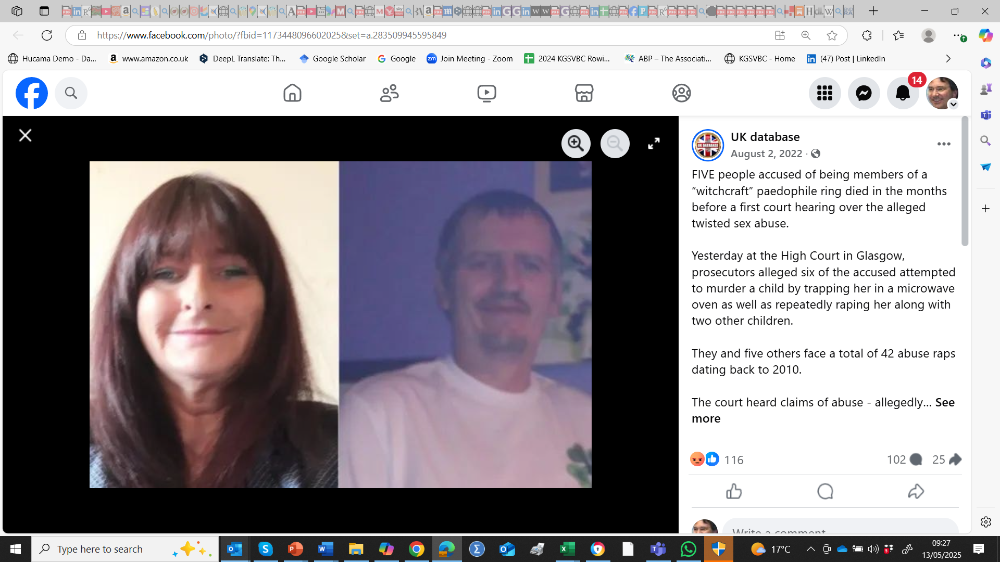 https://www.facebook.com/photo/?fbid=1173448096602025&set=a.283509945595849
Hucama Demo - Da...
www.amazon.co.uk
DeepL Translate: Th...
Google Scholar
Google
Join Meeting - Zoom
2024 KGSVBC Rowi...
ABP – The Associati...
KGSVBC - Home
(47) Post | LinkedIn
14
UK database
August 2, 2022 ·
FIVE people accused of being members of a
“witchcraft” paedophile ring died in the months
before a first court hearing over the alleged
twisted sex abuse.
Yesterday at the High Court in Glasgow,
prosecutors alleged six of the accused attempted
to murder a child by trapping her in a microwave
oven as well as repeatedly raping her along with
two other children.
They and five others face a total of 42 abuse raps
dating back to 2010.
The court heard claims of abuse - allegedly... See
more
116
102
25
Write a comment
Type here to search
17°C
09:27
13/05/2025